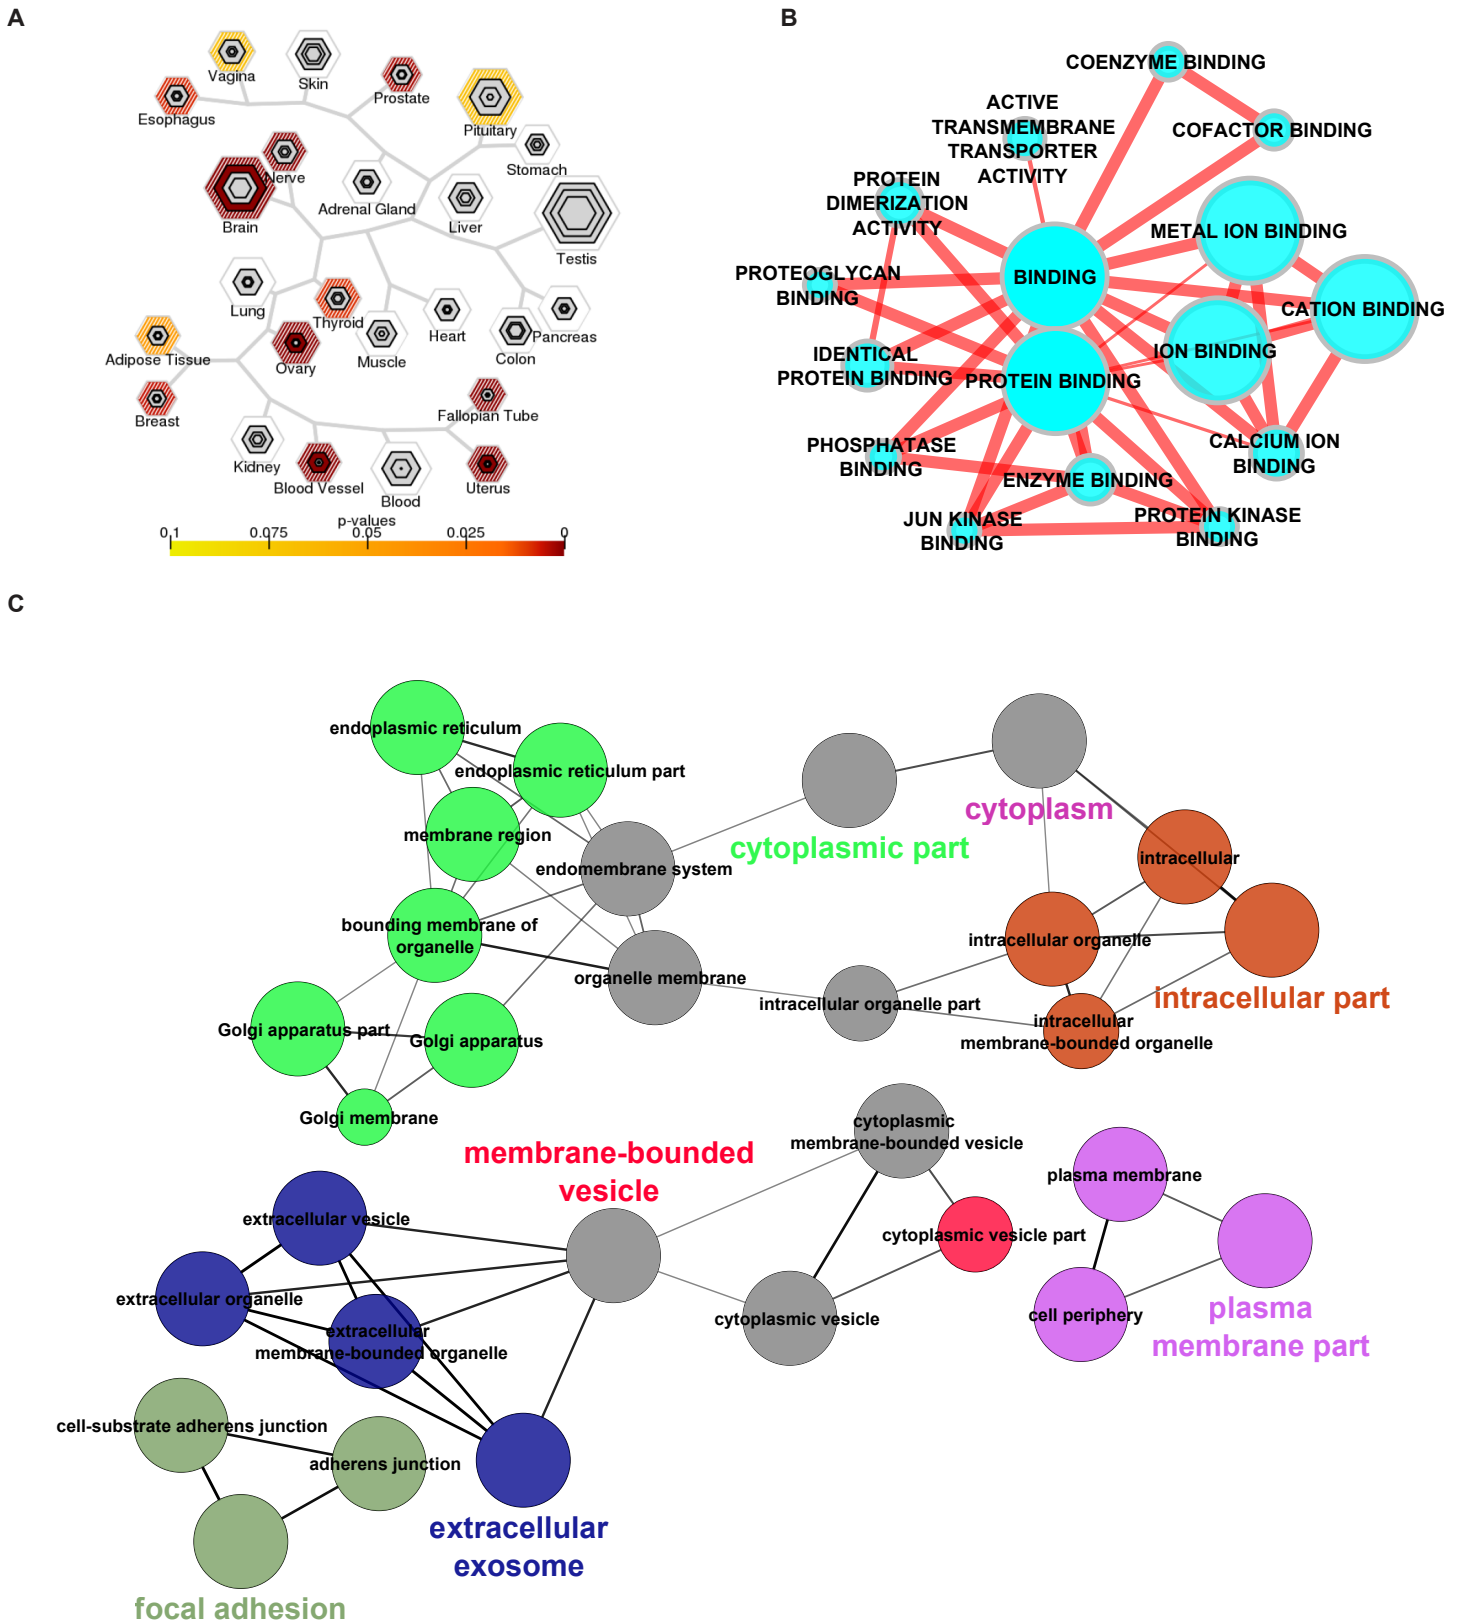 A
B
Vagina
Skin
Prostate
Esophagus
Pituitary
Stomach
Nerve
Adrenal Gland
Liver
Brain
Testis
Lung
Thyroid
Muscle
Heart
Colon
Pancreas
Adipose Tissue
Ovary
Breast
Fallopian Tube
Kidney
Blood Vessel
Blood
Uterus
p-values
0.1
0.075
0.05
0.025
0
COENZYME BINDING
ACTIVE
TRANSMEMBRANE
TRANSPORTER
ACTIVITY
COFACTOR BINDING
PROTEIN
DIMERIZATION
ACTIVITY
METAL ION BINDING
PROTEOGLYCAN
BINDING
BINDING
CATION BINDING
IDENTICAL
PROTEIN BINDING
PROTEIN BINDING
ION BINDING
PHOSPHATASE
BINDING
CALCIUM ION
BINDING
ENZYME BINDING
JUN KINASE
BINDING
PROTEIN KINASE
BINDING
C
endoplasmic reticulum
endoplasmic reticulum part
membrane region
endomembrane system
cytoplasmic part
cytoplasm
intracellular
bounding membrane of
organelle
organelle membrane
intracellular organelle
intracellular organelle part
intracellular part
intracellular
membrane-bounded organelle
Golgi apparatus part
Golgi apparatus
Golgi membrane
membrane-bounded
vesicle
cytoplasmic
membrane-bounded vesicle
plasma membrane
extracellular vesicle
cytoplasmic vesicle part
extracellular organelle
cytoplasmic vesicle
cell periphery
plasma
membrane part
extracellular
membrane-bounded organelle
cell-substrate adherens junction
adherens junction
extracellular
exosome
focal adhesion